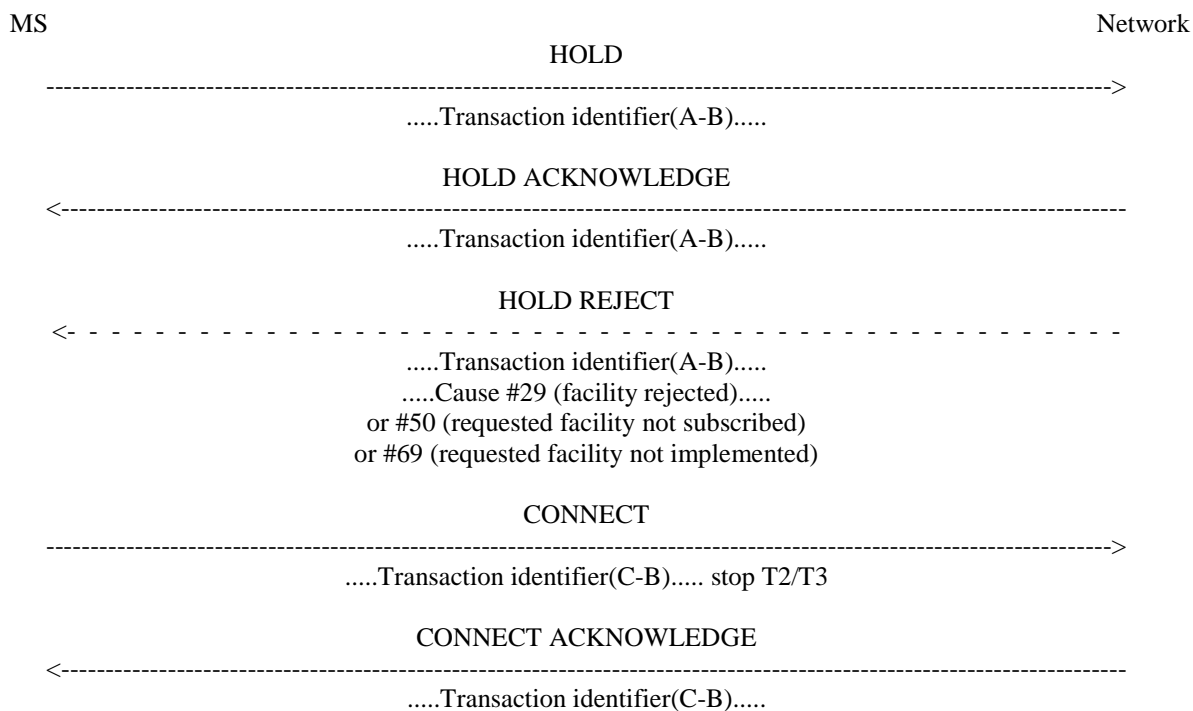 MS Network
HOLD
------------------------------------------------------------------------------------------------------------------------>
.....Transaction identifier(A-B).....
HOLD ACKNOWLEDGE
<------------------------------------------------------------------------------------------------------------------------
.....Transaction identifier(A-B).....
HOLD REJECT
<- - - - - - - - - - - - - - - - - - - - - - - - - - - - - - - - - - - - - - - - - - - - - - - -
.....Transaction identifier(A-B).....
.....Cause #29 (facility rejected).....
or #50 (requested facility not subscribed)
or #69 (requested facility not implemented)
CONNECT
------------------------------------------------------------------------------------------------------------------------>
.....Transaction identifier(C-B)..... stop T2/T3
CONNECT ACKNOWLEDGE
<------------------------------------------------------------------------------------------------------------------------
.....Transaction identifier(C-B).....